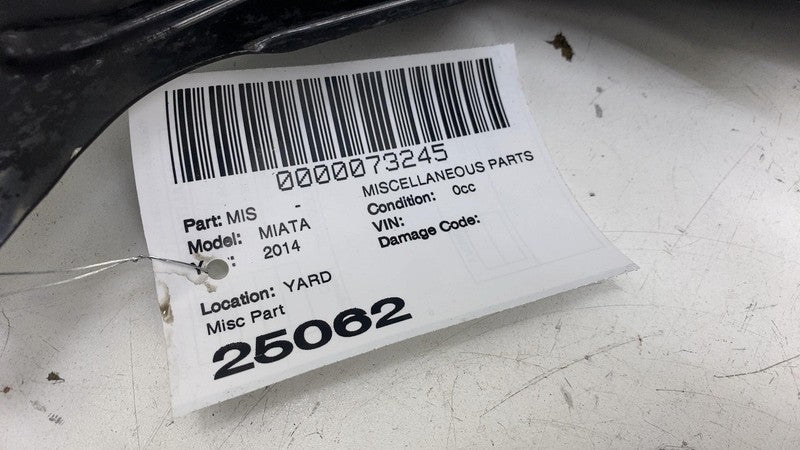 0000073245
Part: MIS - MISCELLANEOUS PARTS
Model: MIATA Condition: 0cc
: 2014 VIN:
Damage Code:
Location: YARD
Misc Part
25062